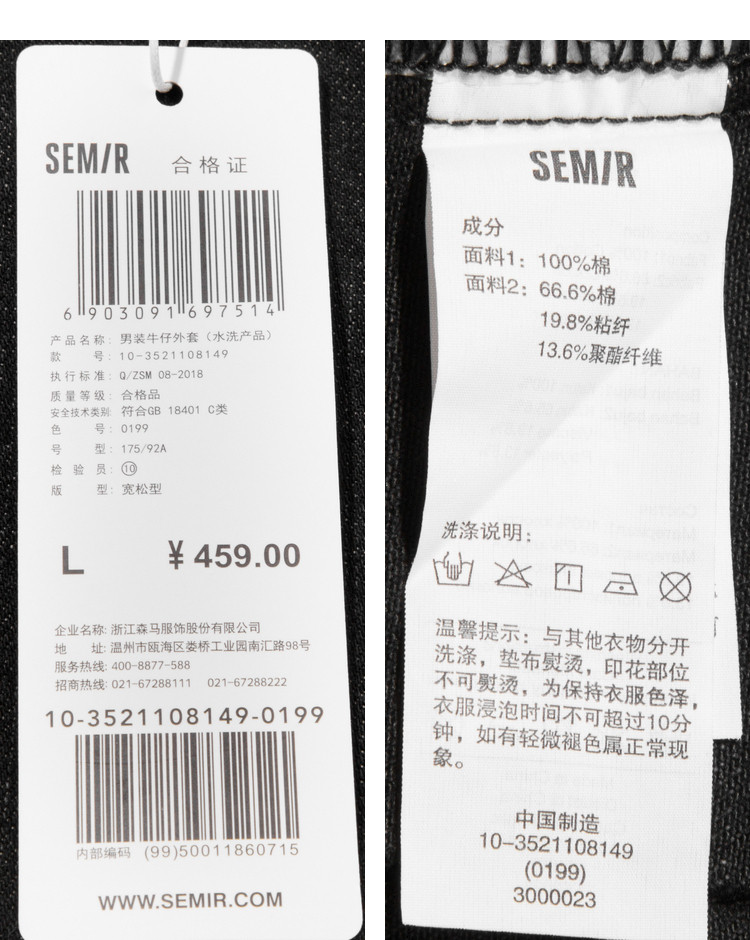 SEMIR 合格证
6 903091 697514
产品名称: 男装牛仔外套（水洗产品）
款 号: 10-3521108149
执行标准: Q/ZSM 08-2018
质量等级: 合格品
安全技术类别: 符合GB 18401 C类
色 号: 0199
号 型: 175/92A
检 验 员: ⑩
版 型: 宽松型
L ¥ 459.00
企业名称: 浙江森马服饰股份有限公司
地 址: 温州市瓯海区娄桥工业园南汇路98号
服务热线: 400-8877-588
招商热线: 021-67288111 021-67288222
10-3521108149-0199
内部编码 (99)50011860715
WWW.SEMIR.COM
SEMIR
成分
面料1: 100%棉
面料2: 66.6%棉
19.8%粘纤
13.6%聚酯纤维
洗涤说明:
温馨提示: 与其他衣物分开
洗涤，垫布熨烫，印花部位
不可熨烫，为保持衣服色泽，
衣服浸泡时间不可超过10分
钟，如有轻微褪色属正常现
象。
中国制造
10-3521108149
(0199)
3000023